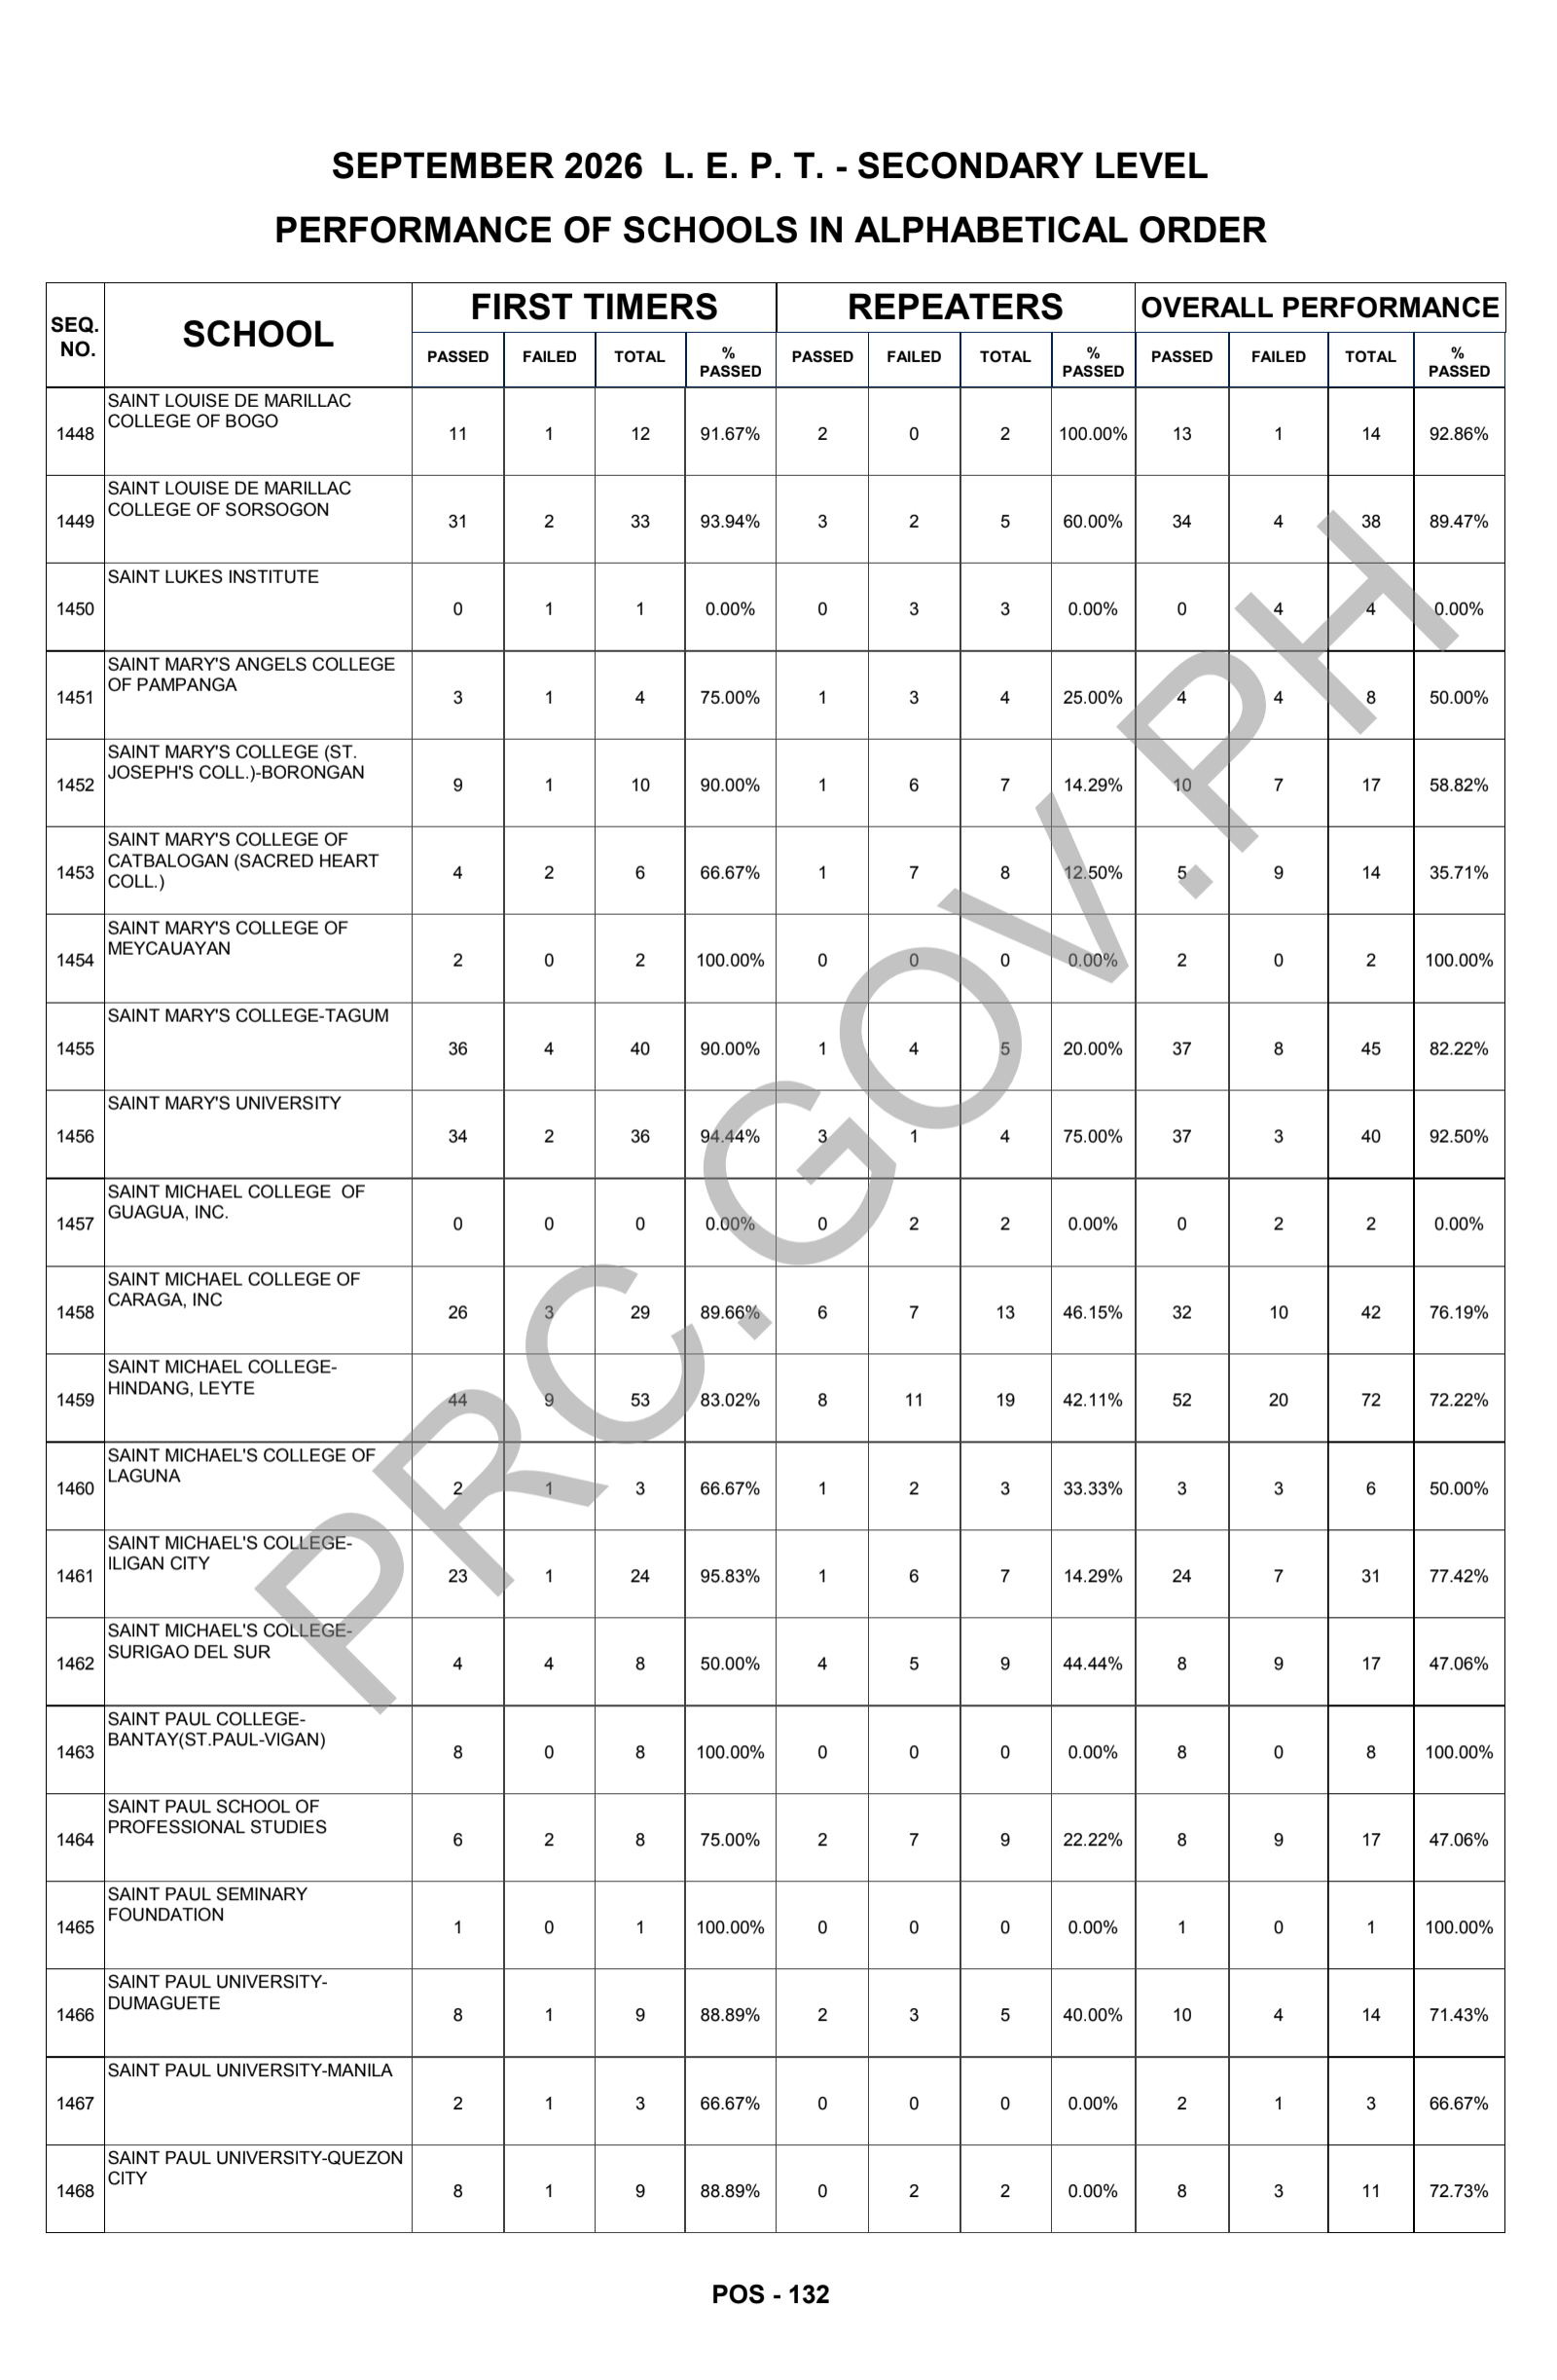 SEPTEMBER 2026 L. E. P. T. - SECONDARY LEVEL
PERFORMANCE OF SCHOOLS IN ALPHABETICAL ORDER
SEQ. NO. SCHOOL FIRST TIMERS REPEATERS OVERALL PERFORMANCE
PASSED FAILED TOTAL % PASSED PASSED FAILED TOTAL % PASSED PASSED FAILED TOTAL % PASSED
SAINT LOUISE DE MARILLAC
COLLEGE OF BOGO
1448 11 1 12 91.67% 2 0 2 100.00% 13 1 14 92.86%
SAINT LOUISE DE MARILLAC
COLLEGE OF SORSOGON
1449 31 2 33 93.94% 3 2 5 60.00% 34 4 38 89.47%
SAINT LUKES INSTITUTE
1450 0 1 1 0.00% 0 3 3 0.00% 0 4 4 0.00%
SAINT MARY'S ANGELS COLLEGE
OF PAMPANGA
1451 3 1 4 75.00% 1 3 4 25.00% 4 4 8 50.00%
SAINT MARY'S COLLEGE (ST.
JOSEPH'S COLL.)-BORONGAN
1452 9 1 10 90.00% 1 6 7 14.29% 10 7 17 58.82%
SAINT MARY'S COLLEGE OF
CATBALOGAN (SACRED HEART
COLL.)
1453 4 2 6 66.67% 1 7 8 12.50% 5 9 14 35.71%
SAINT MARY'S COLLEGE OF
MEYCAUAYAN
1454 2 0 2 100.00% 0 0 0 0.00% 2 0 2 100.00%
SAINT MARY'S COLLEGE-TAGUM
1455 36 4 40 90.00% 1 4 5 20.00% 37 8 45 82.22%
SAINT MARY'S UNIVERSITY
1456 34 2 36 94.44% 3 1 4 75.00% 37 3 40 92.50%
SAINT MICHAEL COLLEGE OF
GUAGUA, INC.
1457 0 0 0 0.00% 0 2 2 0.00% 0 2 2 0.00%
SAINT MICHAEL COLLEGE OF
CARAGA, INC
1458 26 3 29 89.66% 6 7 13 46.15% 32 10 42 76.19%
SAINT MICHAEL COLLEGE-
HINDANG, LEYTE
1459 44 9 53 83.02% 8 11 19 42.11% 52 20 72 72.22%
SAINT MICHAEL'S COLLEGE OF
LAGUNA
1460 2 1 3 66.67% 1 2 3 33.33% 3 3 6 50.00%
SAINT MICHAEL'S COLLEGE-
ILIGAN CITY
1461 23 1 24 95.83% 1 6 7 14.29% 24 7 31 77.42%
SAINT MICHAEL'S COLLEGE-
SURIGAO DEL SUR
1462 4 4 8 50.00% 4 5 9 44.44% 8 9 17 47.06%
SAINT PAUL COLLEGE-
BANTAY(ST.PAUL-VIGAN)
1463 8 0 8 100.00% 0 0 0 0.00% 8 0 8 100.00%
SAINT PAUL SCHOOL OF
PROFESSIONAL STUDIES
1464 6 2 8 75.00% 2 7 9 22.22% 8 9 17 47.06%
SAINT PAUL SEMINARY
FOUNDATION
1465 1 0 1 100.00% 0 0 0 0.00% 1 0 1 100.00%
SAINT PAUL UNIVERSITY-
DUMAGUETE
1466 8 1 9 88.89% 2 3 5 40.00% 10 4 14 71.43%
SAINT PAUL UNIVERSITY-MANILA
1467 2 1 3 66.67% 0 0 0 0.00% 2 1 3 66.67%
SAINT PAUL UNIVERSITY-QUEZON
CITY
1468 8 1 9 88.89% 0 2 2 0.00% 8 3 11 72.73%
PRC.GOV.PH
POS - 132